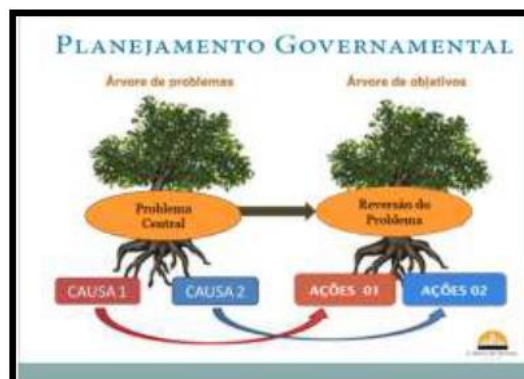 PLANEJAMENTO GOVERNAMENTAL
Árvore de problemas
Árvore de objetivos
Problema
Central
Reversão do
Problema
CAUSA 1
CAUSA 2
AÇÕES 01
AÇÕES 02